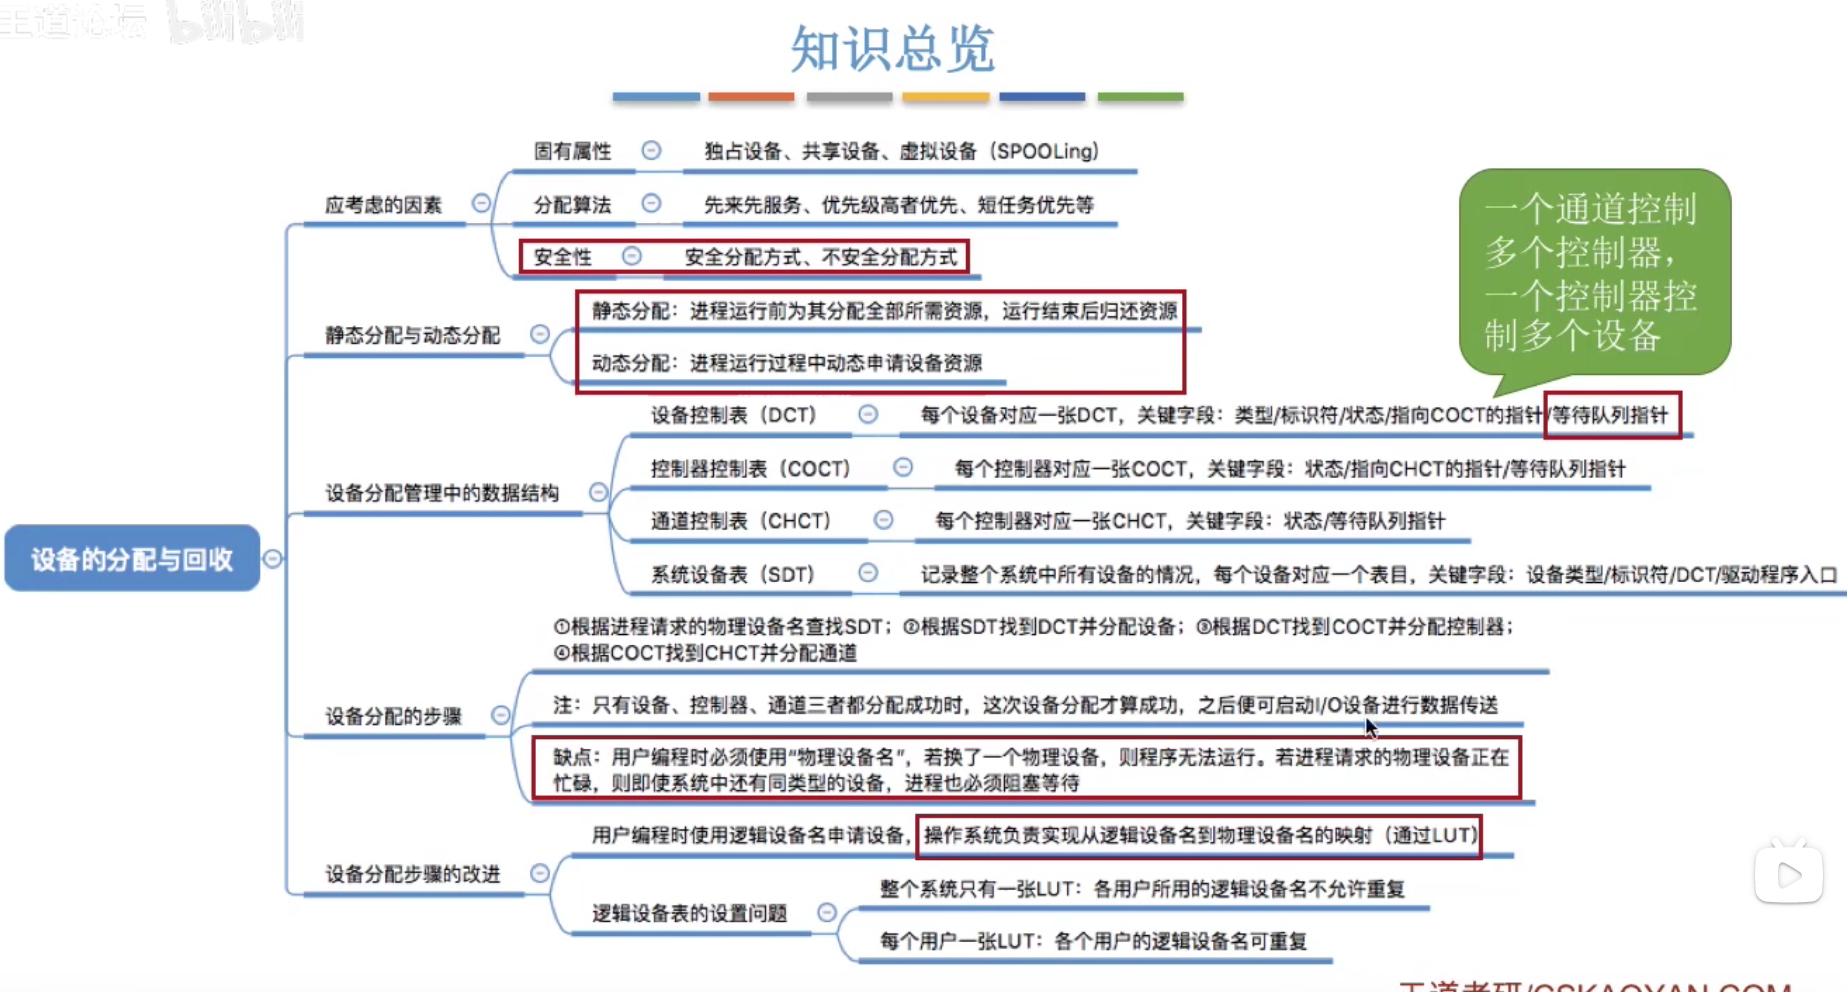 王道论坛 bilibili
知识总览
固有属性 独占设备、共享设备、虚拟设备（SPOOLing）
应考虑的因素
分配算法 先来先服务、优先级高者优先、短任务优先等
安全性 安全分配方式、不安全分配方式
一个通道控制
多个控制器，
一个控制器控
制多个设备
静态分配：进程运行前为其分配全部所需资源，运行结束后归还资源
静态分配与动态分配
动态分配：进程运行过程中动态申请设备资源
设备控制表（DCT） 每个设备对应一张DCT，关键字段：类型/标识符/状态/指向COCT的指针/等待队列指针
控制器控制表（COCT） 每个控制器对应一张COCT，关键字段：状态/指向CHCT的指针/等待队列指针
设备分配管理中的数据结构
通道控制表（CHCT） 每个控制器对应一张CHCT，关键字段：状态/等待队列指针
设备的分配与回收
系统设备表（SDT） 记录整个系统中所有设备的情况，每个设备对应一个表目，关键字段：设备类型/标识符/DCT/驱动程序入口
①根据进程请求的物理设备名查找SDT；②根据SDT找到DCT并分配设备；③根据DCT找到COCT并分配控制器；
④根据COCT找到CHCT并分配通道
设备分配的步骤
注：只有设备、控制器、通道三者都分配成功时，这次设备分配才算成功，之后便可启动I/O设备进行数据传送
缺点：用户编程时必须使用“物理设备名”，若换了一个物理设备，则程序无法运行。若进程请求的物理设备正在
忙碌，则即使系统中还有同类型的设备，进程也必须阻塞等待
用户编程时使用逻辑设备名申请设备，操作系统负责实现从逻辑设备名到物理设备名的映射（通过LUT）
设备分配步骤的改进
整个系统只有一张LUT：各用户所用的逻辑设备名不允许重复
逻辑设备表的设置问题
每个用户一张LUT：各个用户的逻辑设备名可重复
王道考研/CSKAOYAN.COM